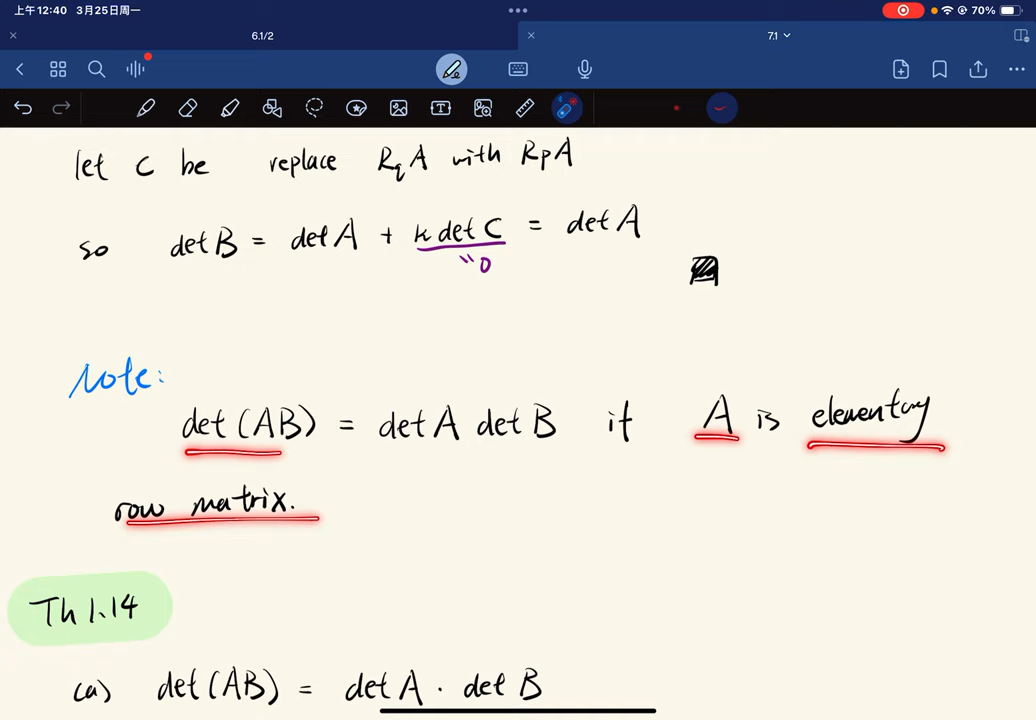 上午12:40 3月25日周一
70%
6.1/2
7.1
let C be replace RqA with RpA
so det B = det A + k det C = det A
"0
Note:
det (AB) = det A det B if A is elementary
row matrix.
Th 1.14
(a) det (AB) = det A · det B